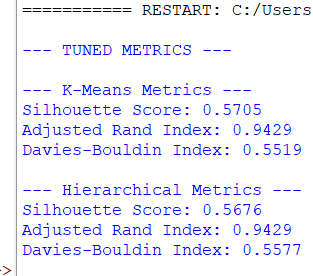 =========== RESTART: C:/Users
--- TUNED METRICS ---
--- K-Means Metrics ---
Silhouette Score: 0.5705
Adjusted Rand Index: 0.9429
Davies-Bouldin Index: 0.5519
--- Hierarchical Metrics ---
Silhouette Score: 0.5676
Adjusted Rand Index: 0.9429
Davies-Bouldin Index: 0.5577
>